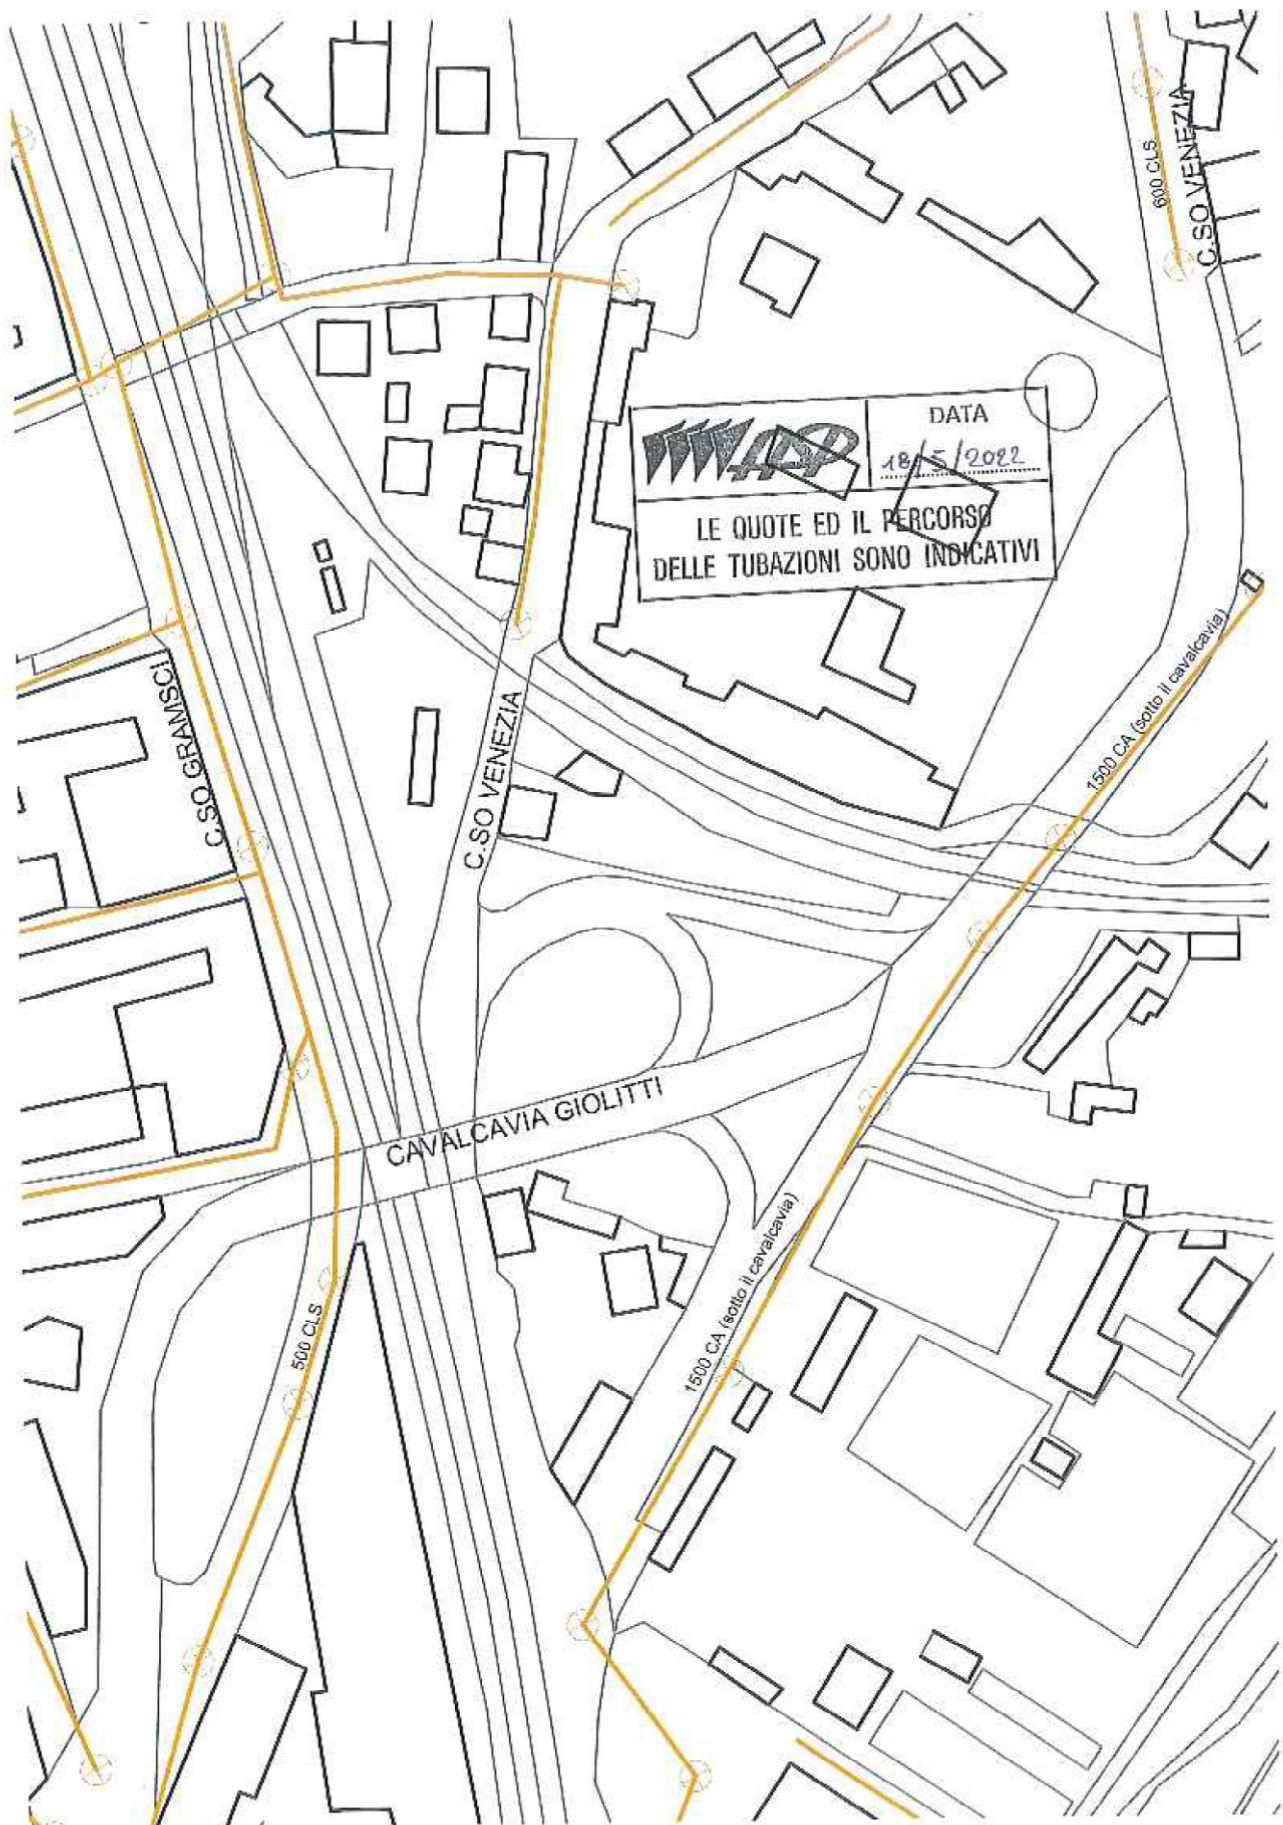 600 CLS
C.SO VENEZIA
DATA
18/5/2022
LE QUOTE ED IL PERCORSO
DELLE TUBAZIONI SONO INDICATIVI
1500 CA (sotto il cavalcavia)
C.SO GRAMSCI
C.SO VENEZIA
CAVALCAVIA GIOLITTI
1500 CA (sotto il cavalcavia)
500 CLS